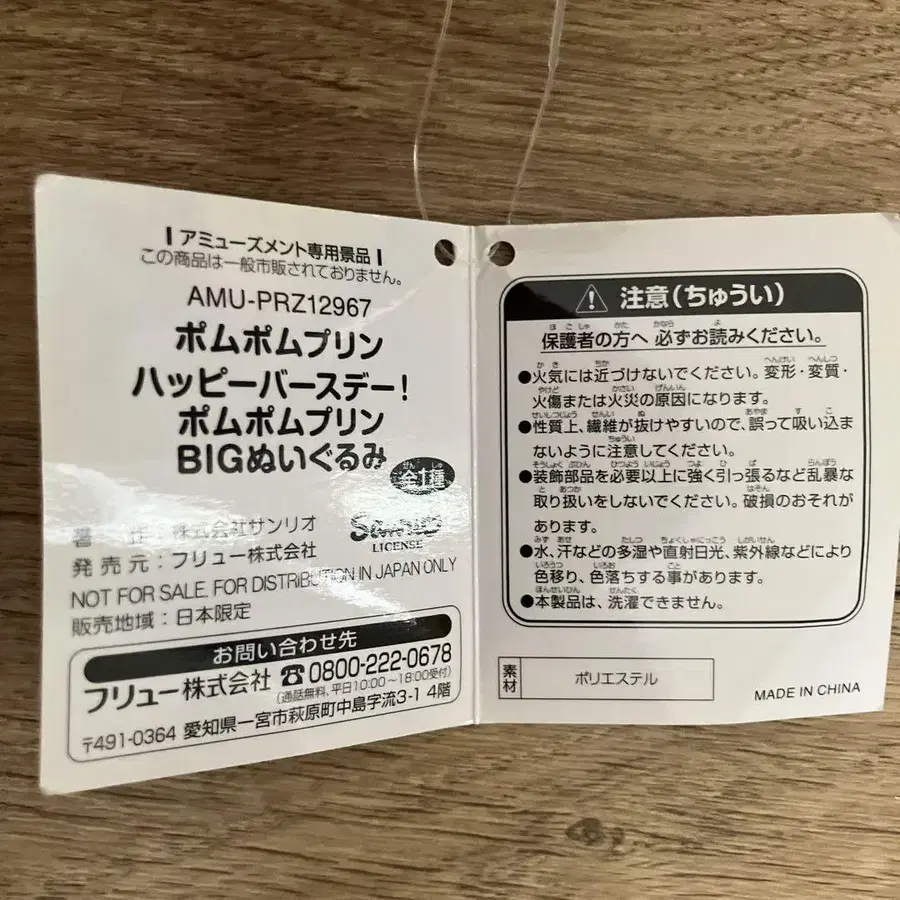 アミューズメント専用景品
この商品は一般市販されておりません。
AMU-PRZ12967
ポムポムプリン
ハッピーバースデー!
ポムポムプリン
BIGぬいぐるみ
全1種
著 作:株式会社サンリオ
発売元:フリュー株式会社
Sanrio
LICENSE
NOT FOR SALE. FOR DISTRIBUTION IN JAPAN ONLY
販売地域:日本限定
お問い合わせ先
フリュー株式会社 ☎0800-222-0678
(通話無料、平日10:00~18:00受付)
〒491-0364 愛知県一宮市萩原町中島字流3-1 4階
注意(ちゅうい)
保護者の方へ 必ずお読みください。
●火気には近づけないでください。変形・変質・
火傷または火災の原因になります。
●性質上、繊維が抜けやすいので、誤って吸い込ま
ないように注意してください。
●装飾部品を必要以上に強く引っ張るなど乱暴な
取り扱いをしないでください。破損のおそれが
あります。
●水、汗などの多湿や直射日光、紫外線などにより
色移り、色落ちする事があります。
●本製品は、洗濯できません。
素材 ポリエステル
MADE IN CHINA